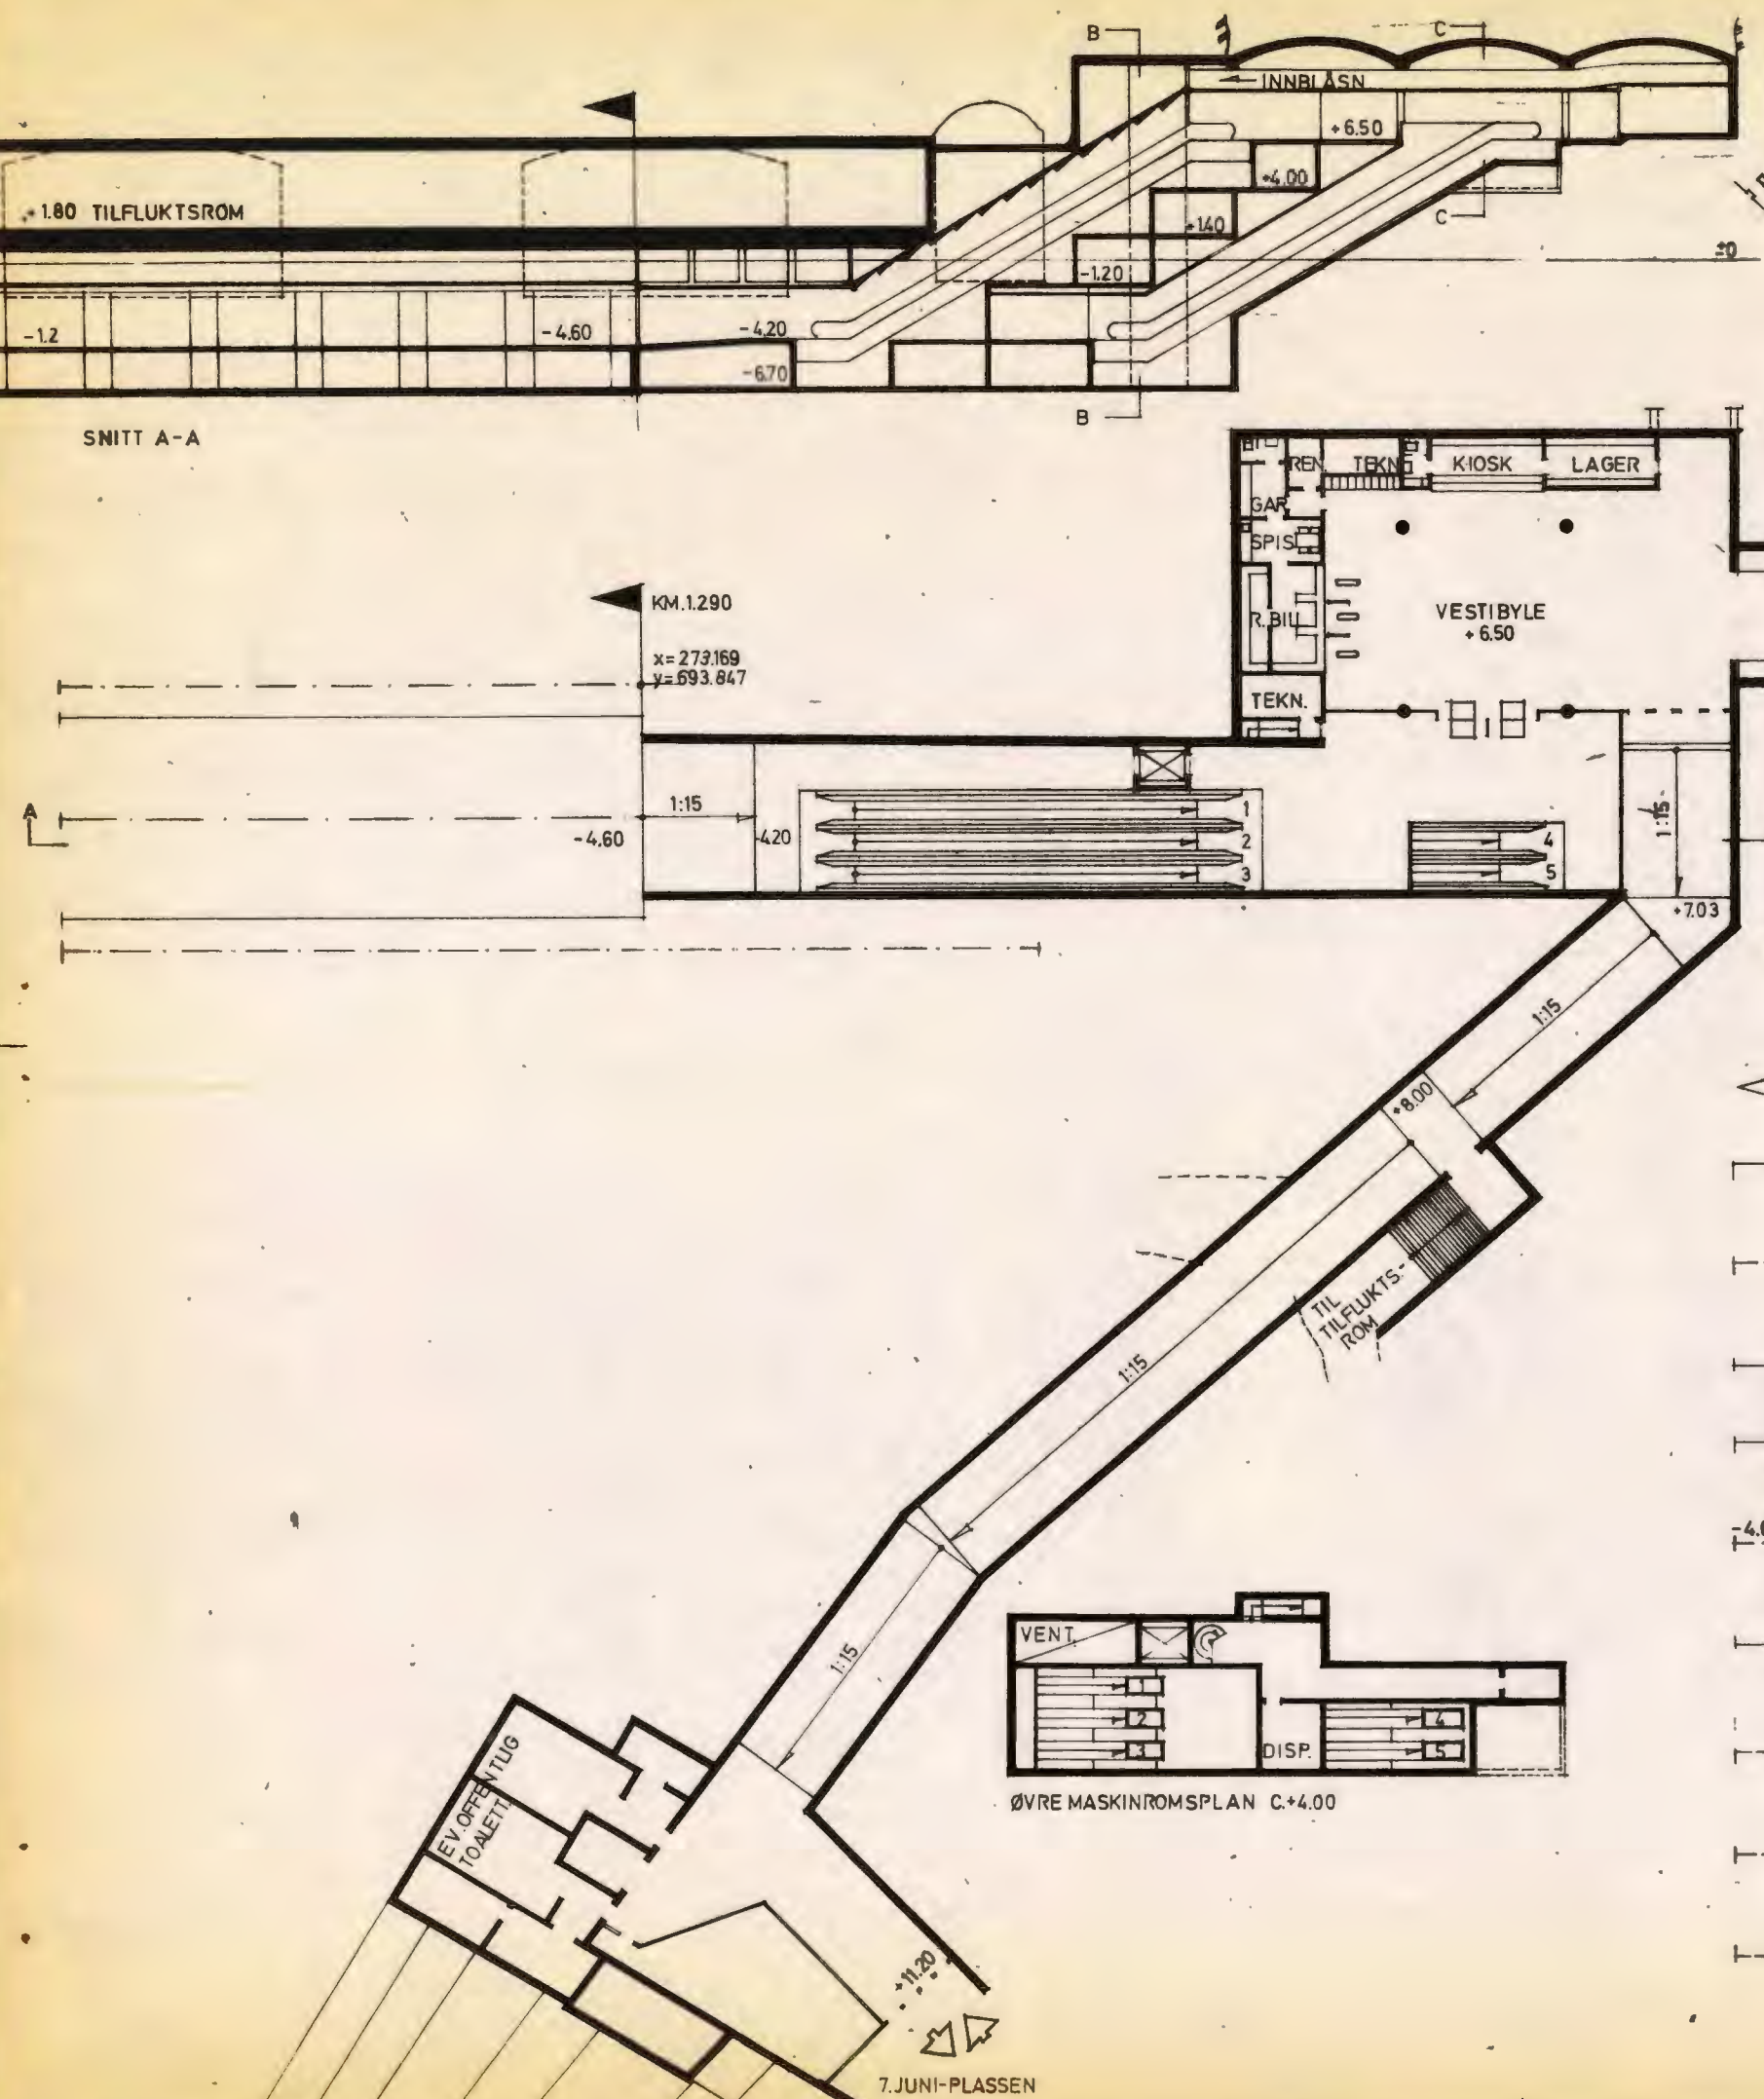 B
C
INNBLÅSN
+6.50
+4.00
+1.80 TILFLUKTSROM
+1.40
C
±0
-1.20
-1.2
-4.60
-4.20
-6.70
B
SNITT A-A
REN.
TEKN.
KIOSK
LAGER
GAR.
SPIS
KM.1.290
R.BILL
VESTIBYLE
+6.50
x=273.169
y=693.847
TEKN.
A
1:15
-4.60
-4.20
1
2
3
4
5
1:15
+7.03
1:15
+8.00
TIL
TILFLUKTS-
ROM
1:15
1:15
VENT.
1
2
3
4
5
DISP.
ØVRE MASKINROMSPLAN C.+4.00
EV. OFFENTLIG
TOALETT.
+11.20
7. JUNI-PLASSEN